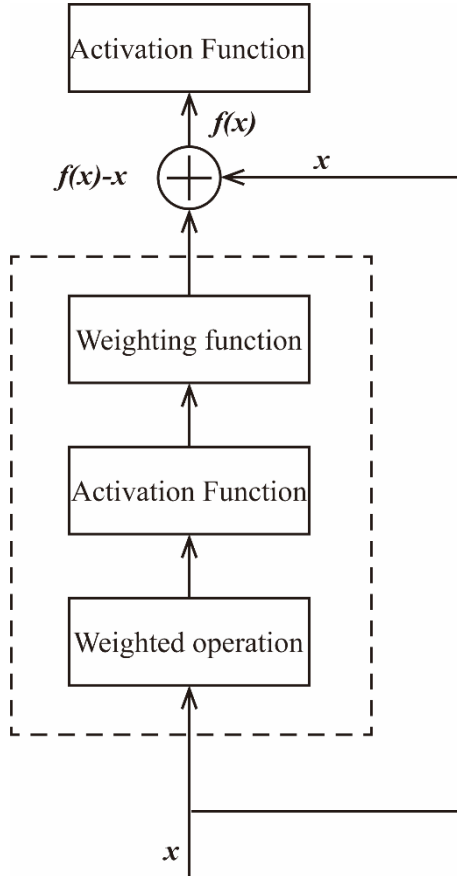 Activation Function
f(x)
f(x)-x
x
Weighting function
Activation Function
Weighted operation
x